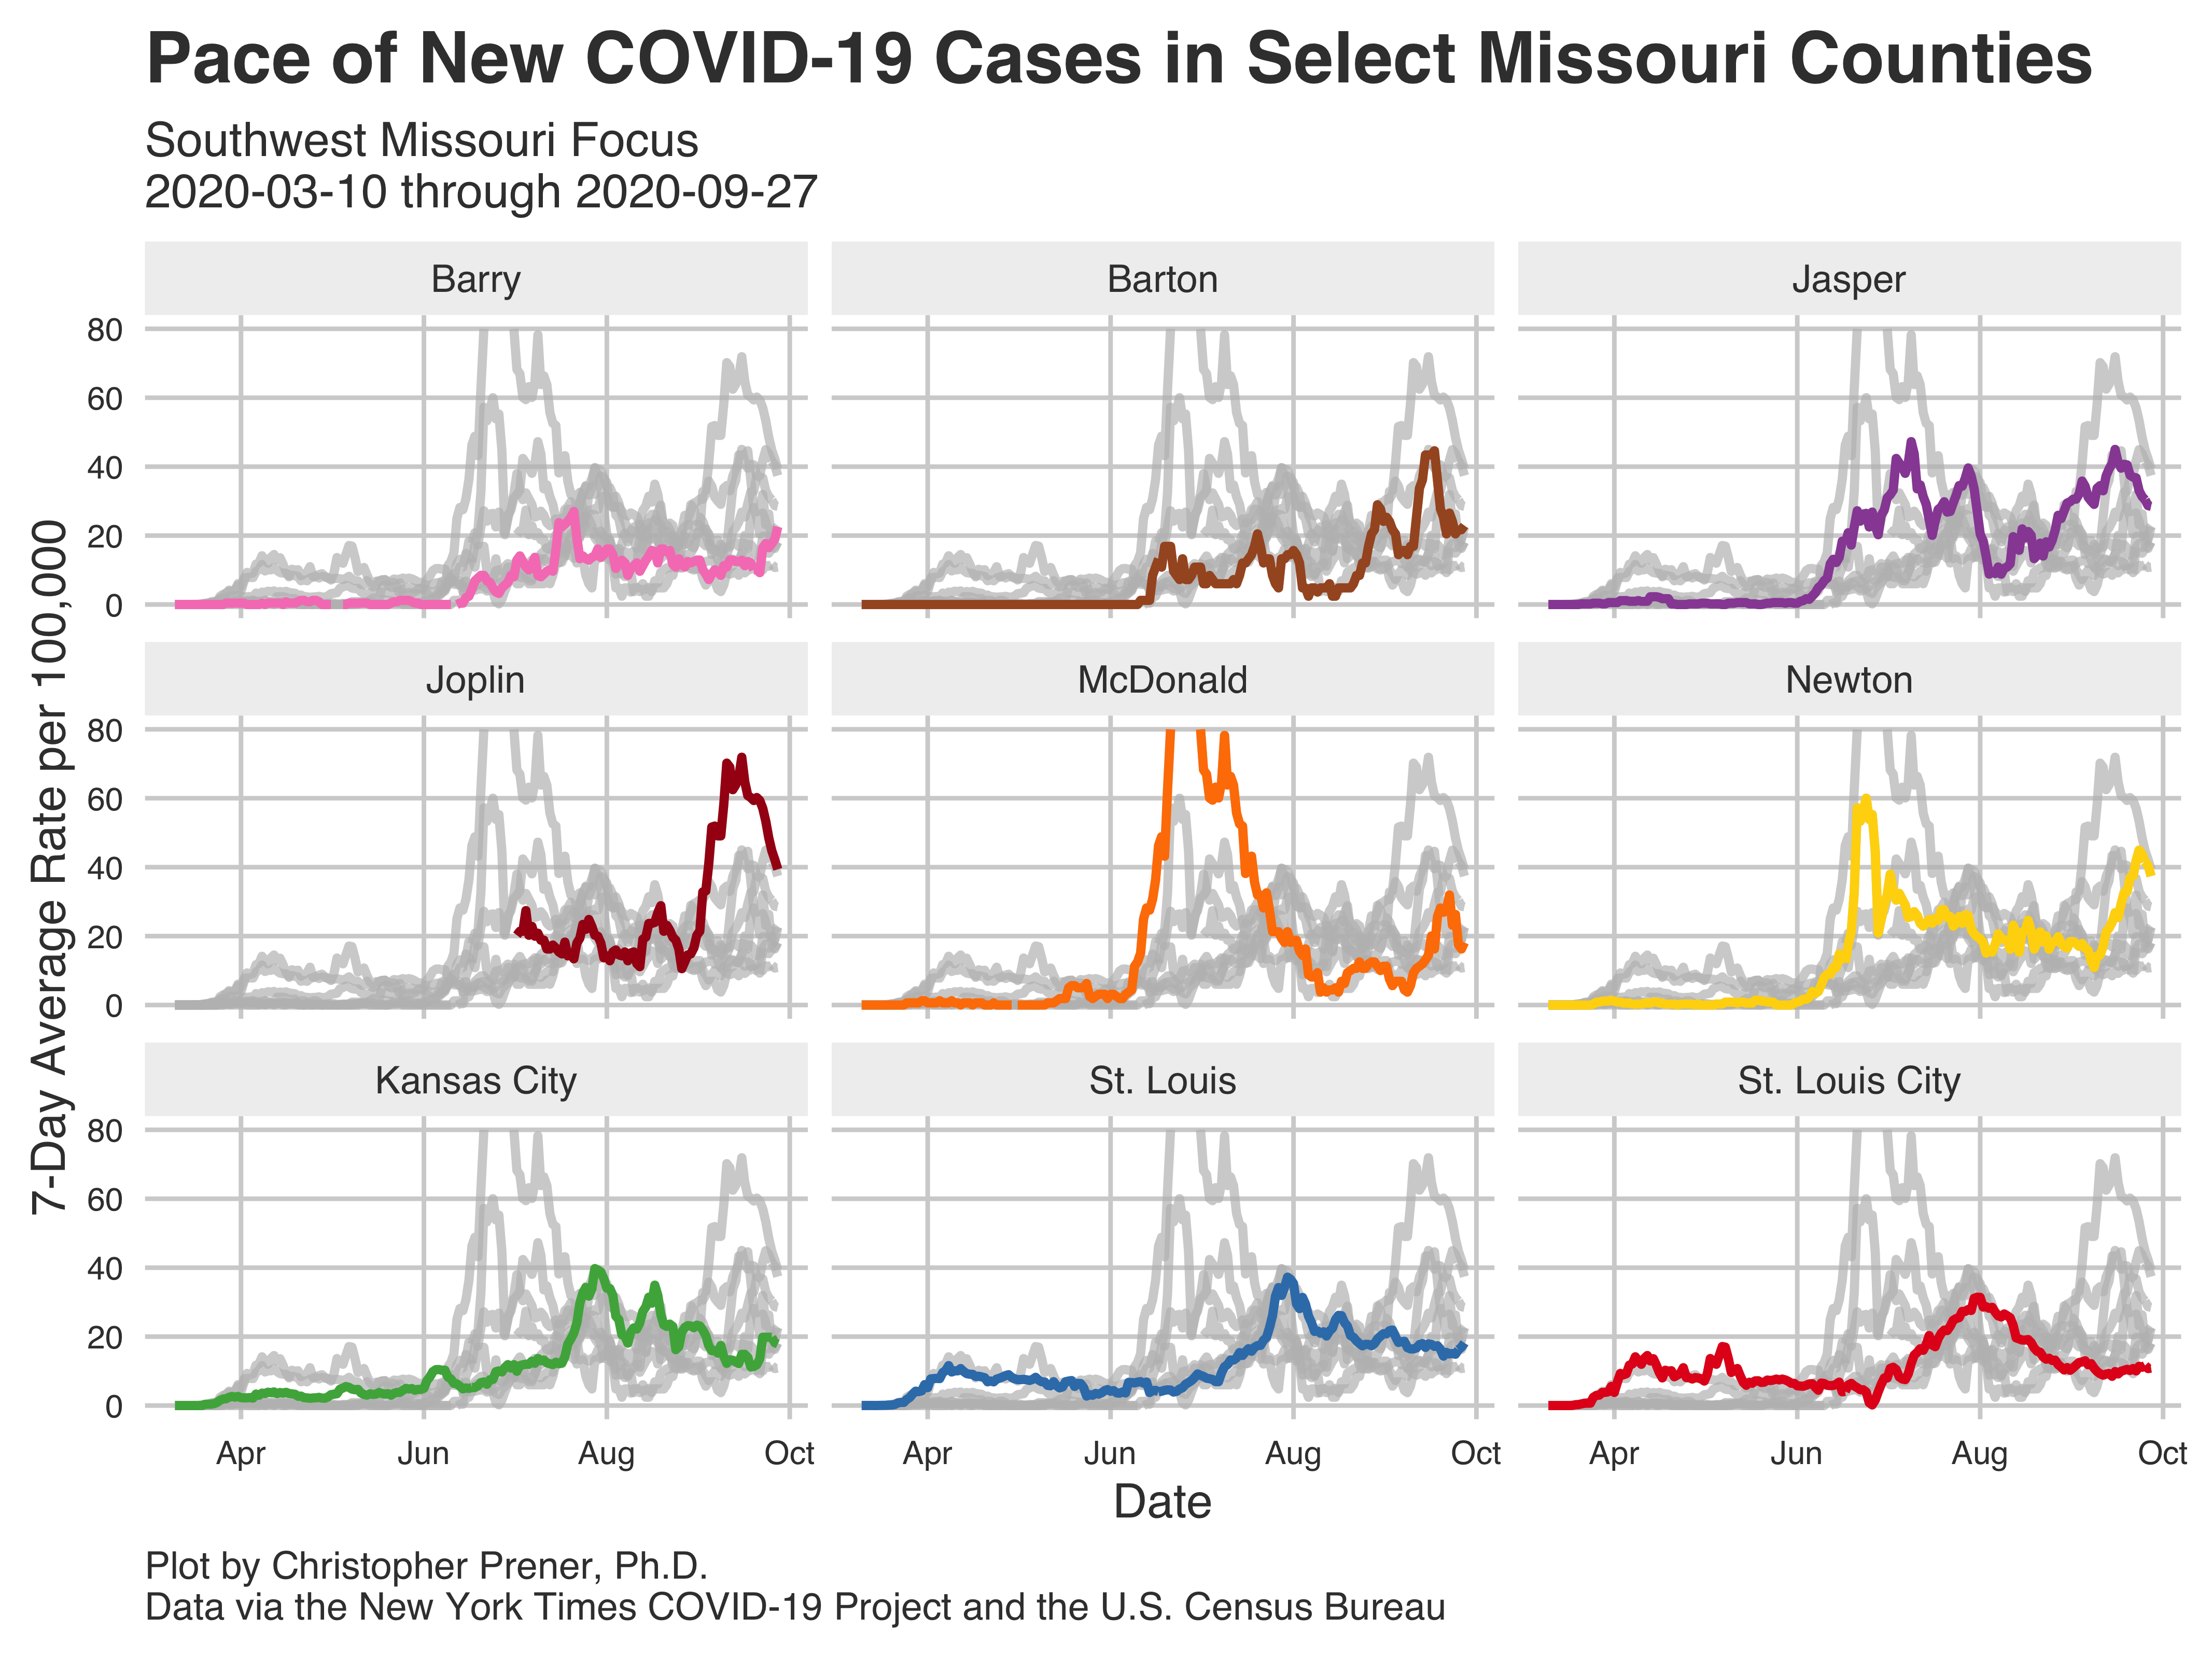 Pace of New COVID-19 Cases in Select Missouri Counties
Southwest Missouri Focus
2020-03-10 through 2020-09-27
7-Day Average Rate per 100,000
Barry
Barton
Jasper
80
60
40
20
0
Joplin
McDonald
Newton
80
60
40
20
0
Kansas City
St. Louis
St. Louis City
80
60
40
20
0
Apr Jun Aug Oct
Apr Jun Aug Oct
Apr Jun Aug Oct
Date
Plot by Christopher Prener, Ph.D.
Data via the New York Times COVID-19 Project and the U.S. Census Bureau